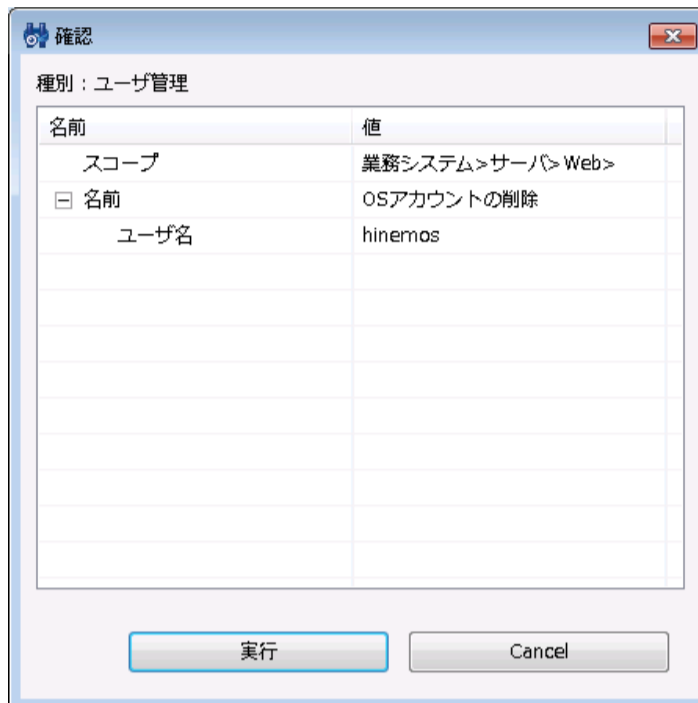 確認
種別：ユーザ管理
名前 値
スコープ 業務システム>サーバ>Web>
名前 OSアカウントの削除
ユーザ名 hinemos
実行 Cancel